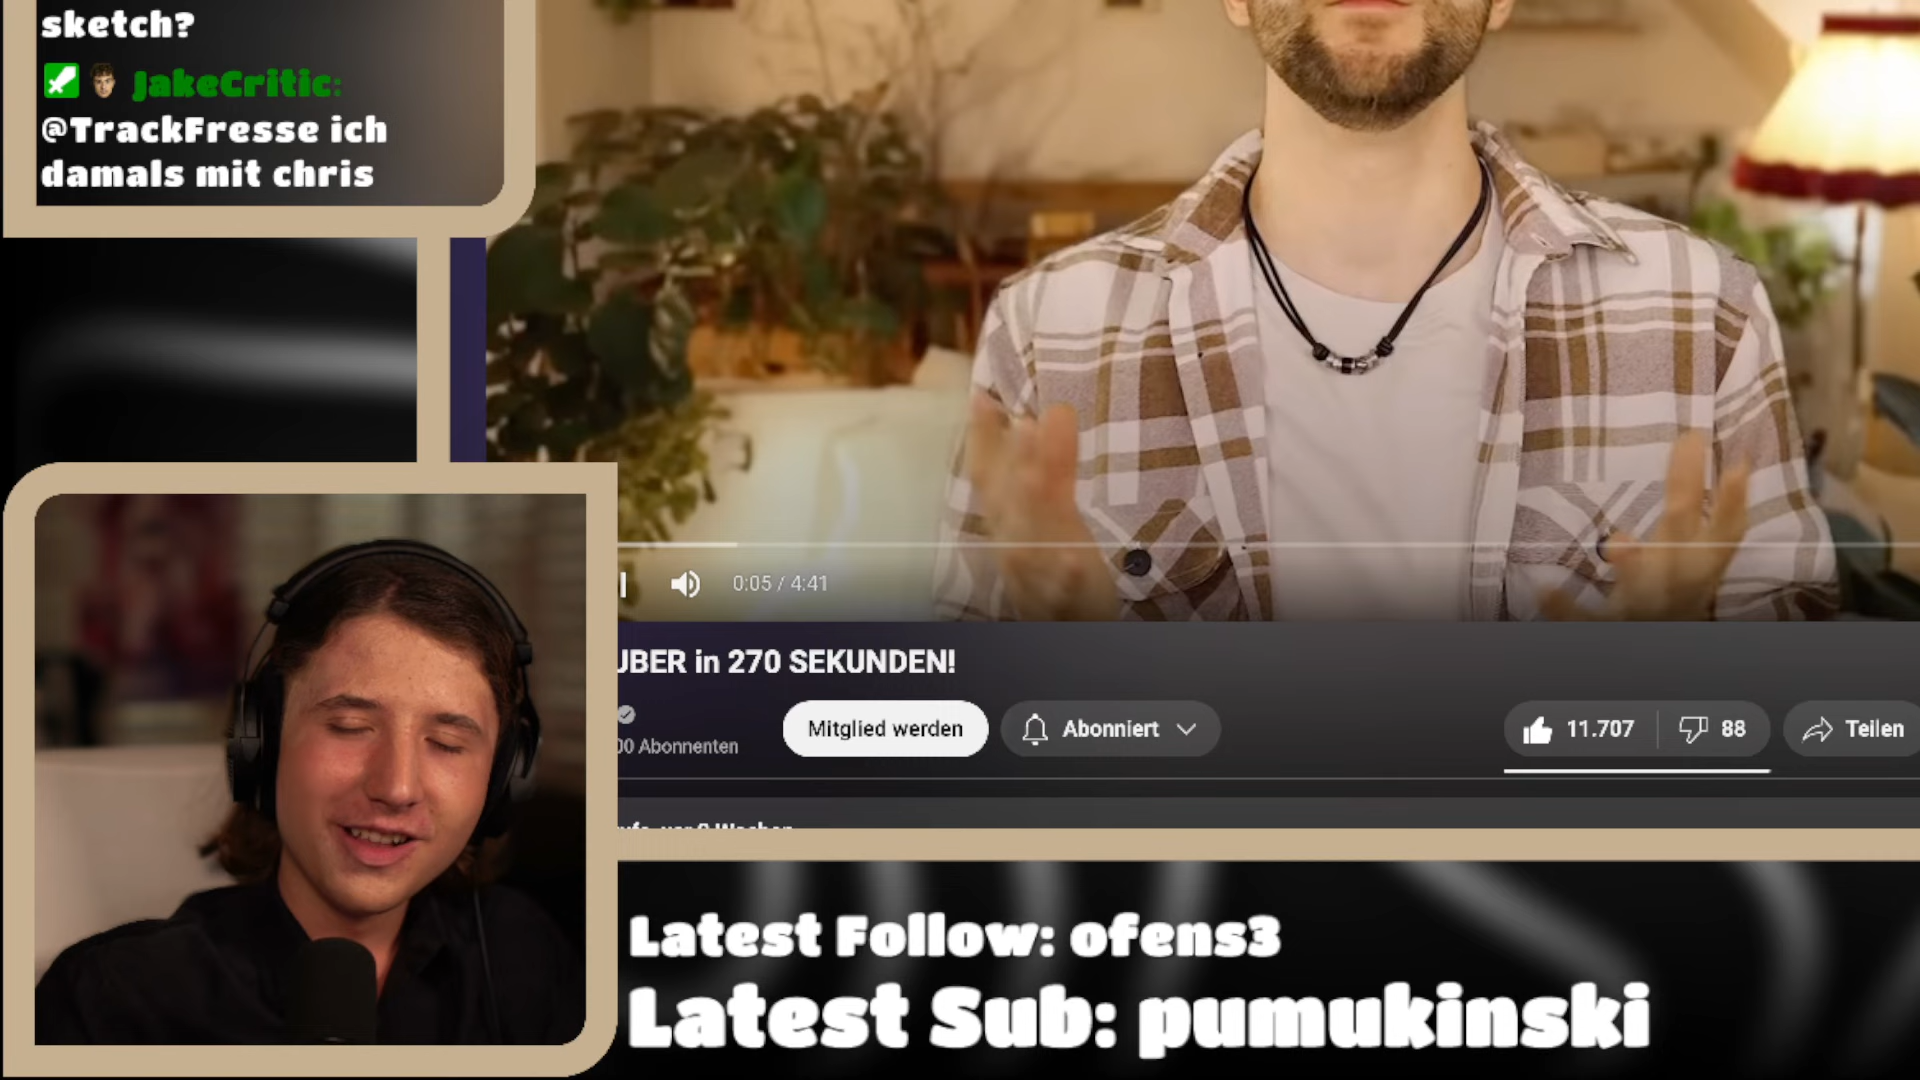 sketch?
JakeCritic:
@TrackFresse ich
damals mit chris
0:05 / 4:41
UBER in 270 SEKUNDEN!
00 Abonnenten
Mitglied werden
Abonniert
11.707
88
Teilen
Latest Follow: ofens3
Latest Sub: pumukinski